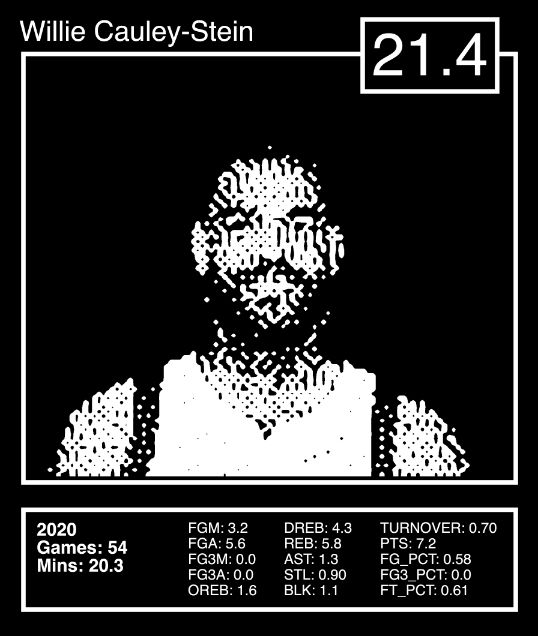 Willie Cauley-Stein
21.4
2020
Games: 54
Mins: 20.3
FGM: 3.2
FGA: 5.6
FG3M: 0.0
FG3A: 0.0
OREB: 1.6
DREB: 4.3
REB: 5.8
AST: 1.3
STL: 0.90
BLK: 1.1
TURNOVER: 0.70
PTS: 7.2
FG_PCT: 0.58
FG3_PCT: 0.0
FT_PCT: 0.61